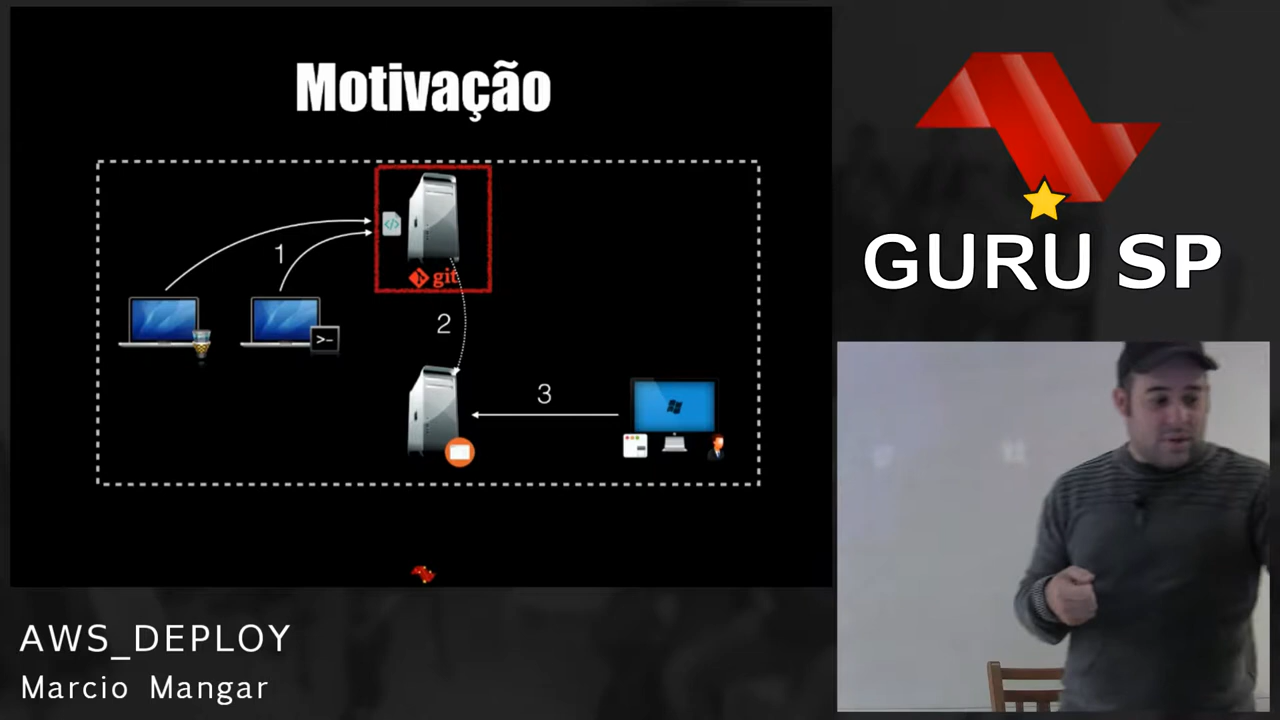 Motivação
1
git
2
3
>-
GURU SP
AWS_DEPLOY
Marcio Mangar